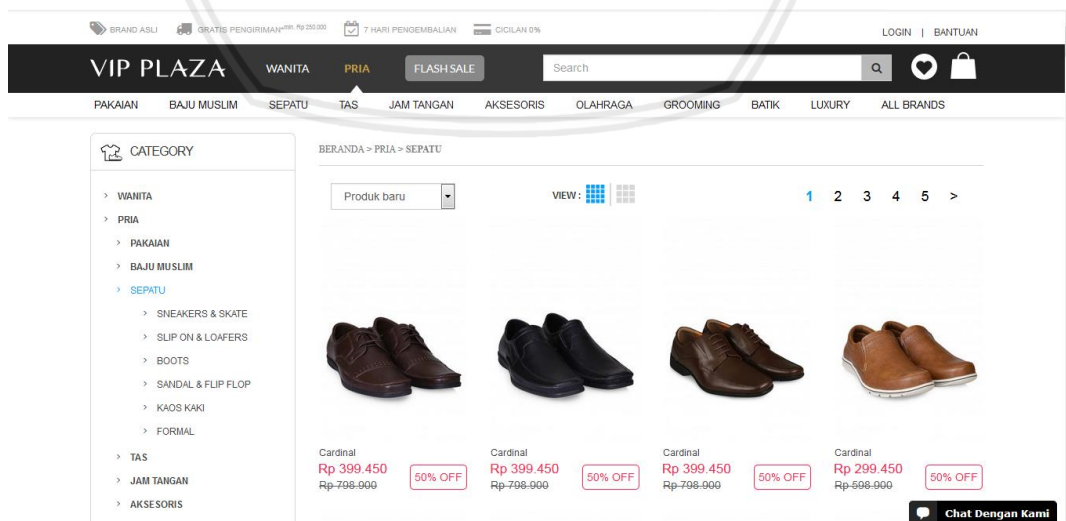 BRAND ASLI GRATIS PENGIRIMAN*min. Rp 250.000 7 HARI PENGEMBALIAN CICILAN 0% LOGIN | BANTUAN
VIP PLAZA WANITA PRIA FLASH SALE Search
PAKAIAN BAJU MUSLIM SEPATU TAS JAM TANGAN AKSESORIS OLAHRAGA GROOMING BATIK LUXURY ALL BRANDS
CATEGORY
> WANITA
> PRIA
> PAKAIAN
> BAJU MUSLIM
> SEPATU
> SNEAKERS & SKATE
> SLIP ON & LOAFERS
> BOOTS
> SANDAL & FLIP FLOP
> KAOS KAKI
> FORMAL
> TAS
> JAM TANGAN
> AKSESORIS
BERANDA > PRIA > SEPATU
Produk baru VIEW : 1 2 3 4 5 >
Cardinal
Rp 399.450
Rp 798.900
50% OFF
Cardinal
Rp 399.450
Rp 798.900
50% OFF
Cardinal
Rp 399.450
Rp 798.900
50% OFF
Cardinal
Rp 299.450
Rp 598.900
50% OFF
Chat Dengan Kami